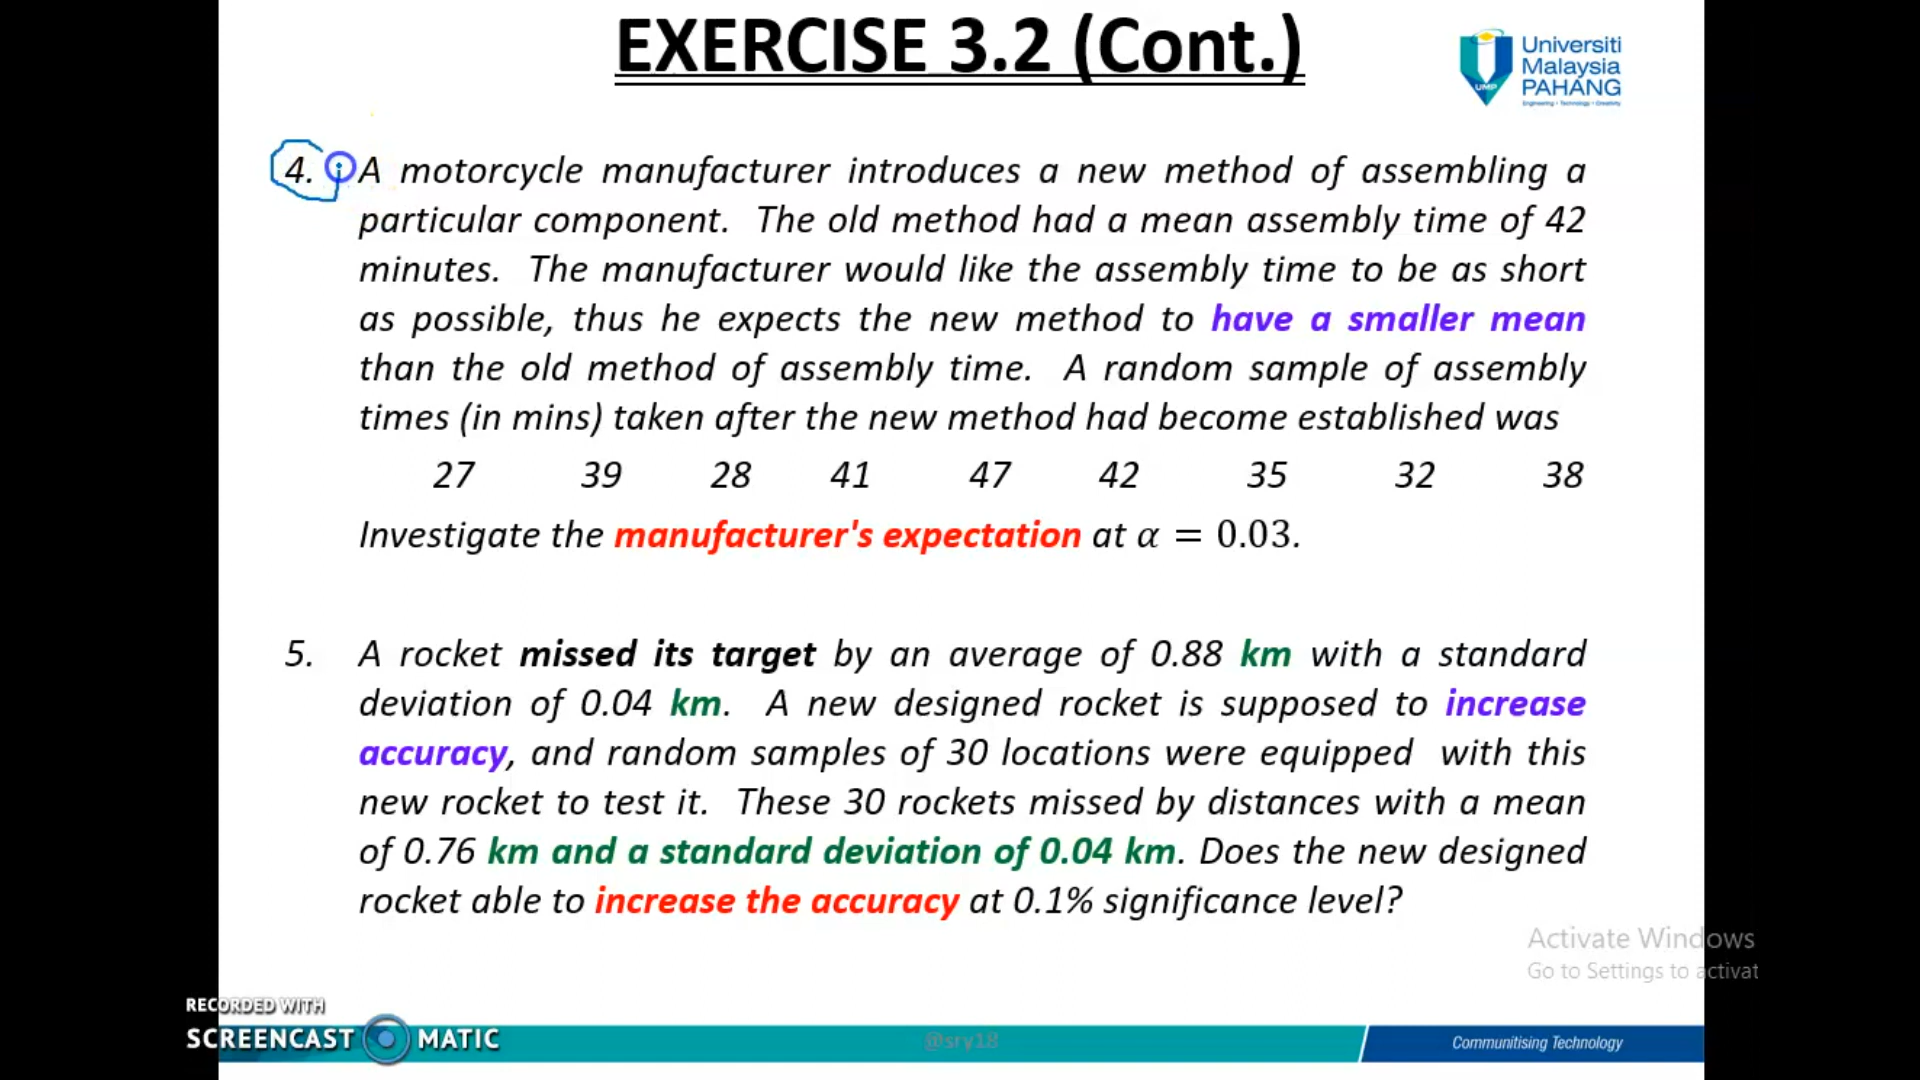 EXERCISE 3.2 (Cont.)
Universiti
Malaysia
PAHANG
UMP
Engineering • Technology • Creativity
4. A motorcycle manufacturer introduces a new method of assembling a
particular component. The old method had a mean assembly time of 42
minutes. The manufacturer would like the assembly time to be as short
as possible, thus he expects the new method to have a smaller mean
than the old method of assembly time. A random sample of assembly
times (in mins) taken after the new method had become established was
27 39 28 41 47 42 35 32 38
Investigate the manufacturer's expectation at α = 0.03.
5. A rocket missed its target by an average of 0.88 km with a standard
deviation of 0.04 km. A new designed rocket is supposed to increase
accuracy, and random samples of 30 locations were equipped with this
new rocket to test it. These 30 rockets missed by distances with a mean
of 0.76 km and a standard deviation of 0.04 km. Does the new designed
rocket able to increase the accuracy at 0.1% significance level?
Activate Windows
Go to Settings to activat
RECORDED WITH
SCREENCAST MATIC
@sry18
Communitising Technology